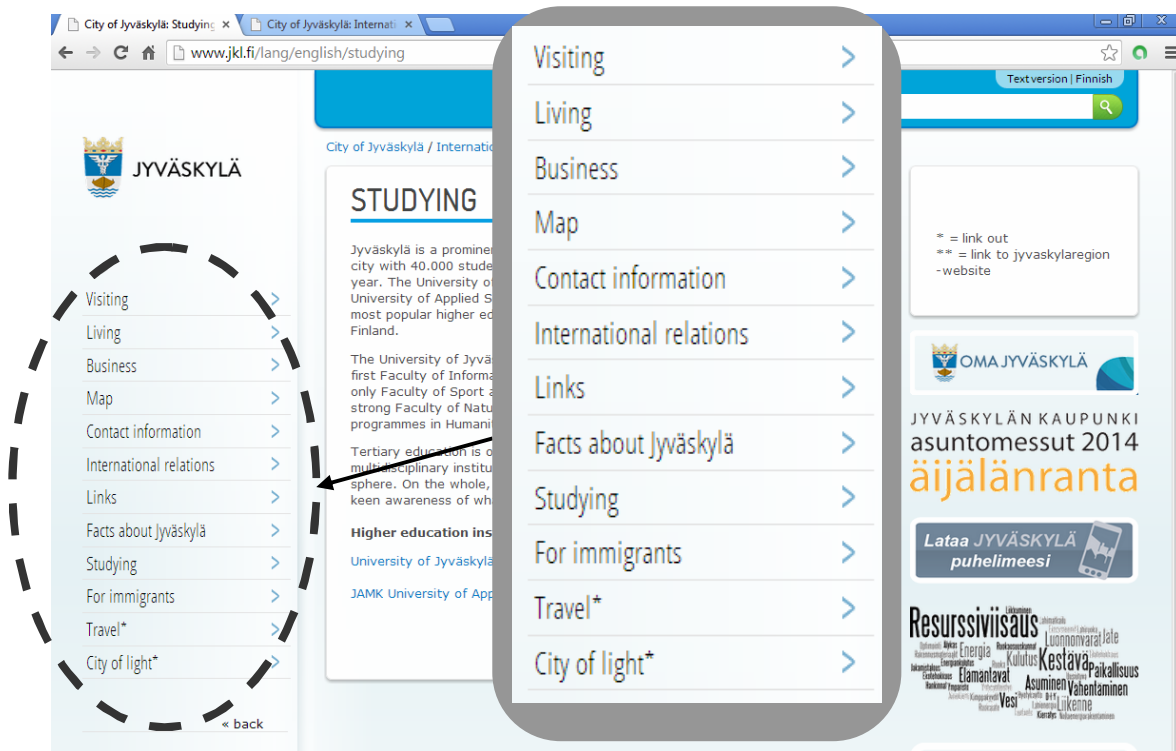 City of Jyväskylä: Studying
City of Jyväskylä: Internati
www.jkl.fi/lang/english/studying
Text version | Finnish
JYVÄSKYLÄ
City of Jyväskylä / Internatio
STUDYING
Jyväskylä is a prominen
city with 40.000 stude
year. The University of
University of Applied S
most popular higher ed
Finland.
The University of Jyvä
first Faculty of Informa
only Faculty of Sport a
strong Faculty of Natu
programmes in Humanit
Tertiary education is o
multidisciplinary institu
sphere. On the whole,
keen awareness of wha
Higher education ins
University of Jyväskylä
JAMK University of App
Visiting
Living
Business
Map
Contact information
International relations
Links
Facts about Jyväskylä
Studying
For immigrants
Travel*
City of light*
« back
Visiting
Living
Business
Map
Contact information
International relations
Links
Facts about Jyväskylä
Studying
For immigrants
Travel*
City of light*
* = link out
** = link to jyvaskylaregion
-website
OMA JYVÄSKYLÄ
JYVÄSKYLÄN KAUPUNKI
asuntomessut 2014
äijälänranta
Lataa JYVÄSKYLÄ
puhelimeesi
Resurssiviisaus
Luonnonvarat Jäte
Energia
Kulutus Kestävä Paikallisuus
Elämäntavat
Asuminen Vähentäminen
Vesi Liikenne